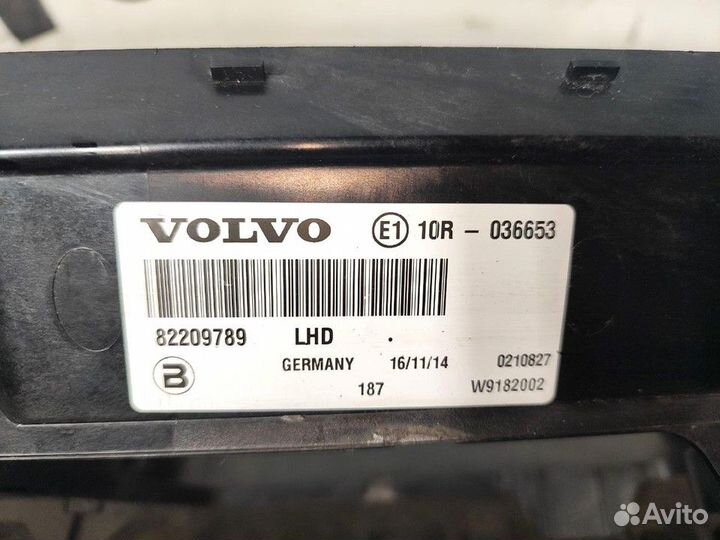 VOLVO E1 10R - 036653
82209789 LHD .
GERMANY 16/11/14 0210827
B 187 W9182002
Avito